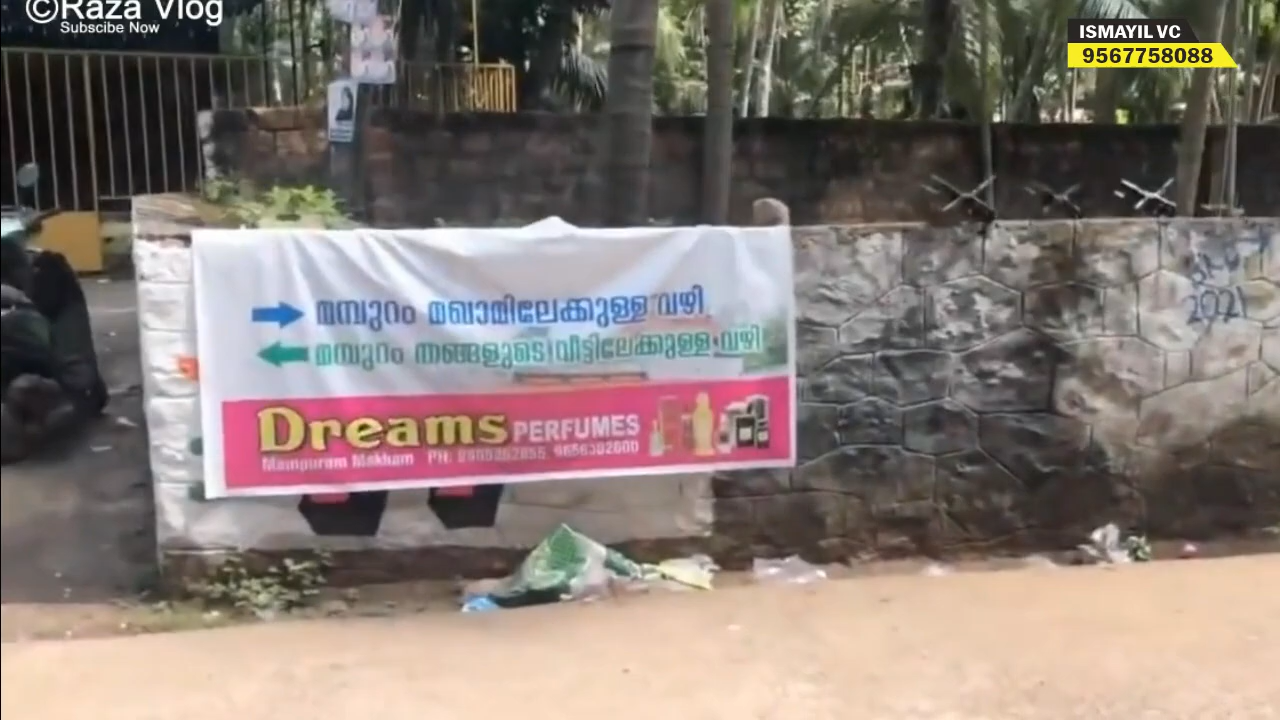 ©Raza Vlog
Subscibe Now
ISMAYIL VC
9567758088
മമ്പുറം മഖാമിലേക്കുള്ള വഴി
മമ്പുറം തങ്ങളുടെ വീട്ടിലേക്കുള്ള വഴി
Dreams PERFUMES
Mampuram Makham PH:
2021